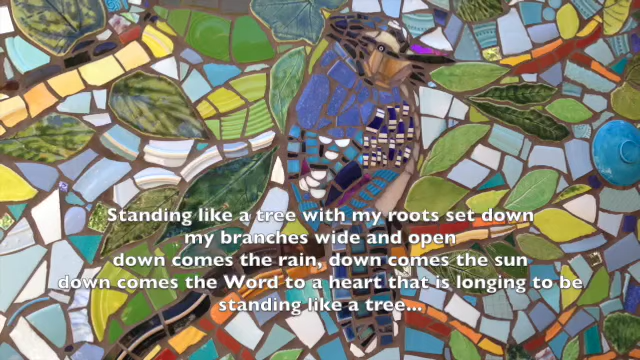 Standing like a tree with my roots set down
my branches wide and open
down comes the rain, down comes the sun
down comes the Word to a heart that is longing to be
standing like a tree...